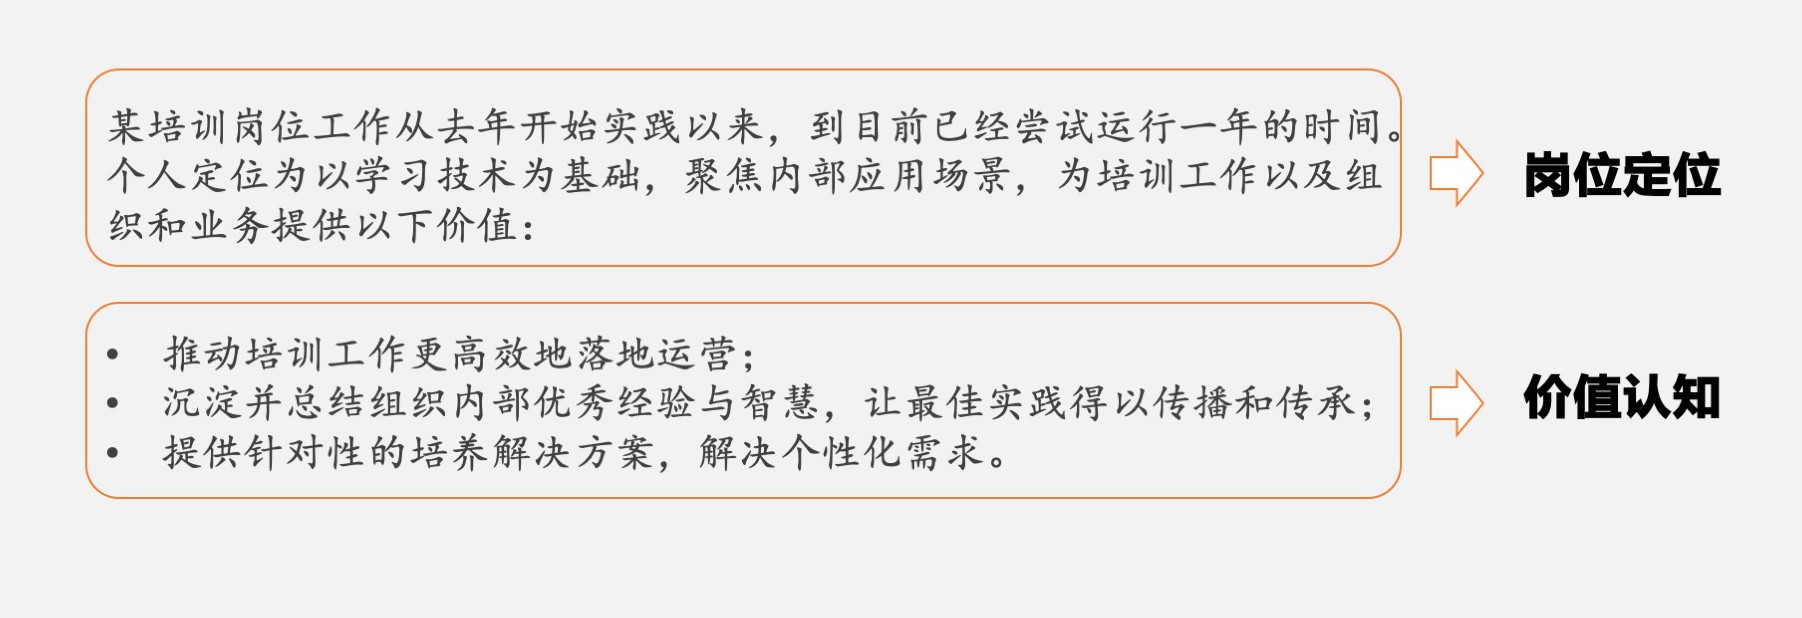 某培训岗位工作从去年开始实践以来，到目前已经尝试运行一年的时间。
个人定位为以学习技术为基础，聚焦内部应用场景，为培训工作以及组
织和业务提供以下价值：
岗位定位
• 推动培训工作更高效地落地运营；
• 沉淀并总结组织内部优秀经验与智慧，让最佳实践得以传播和传承；
• 提供针对性的培养解决方案，解决个性化需求。
价值认知